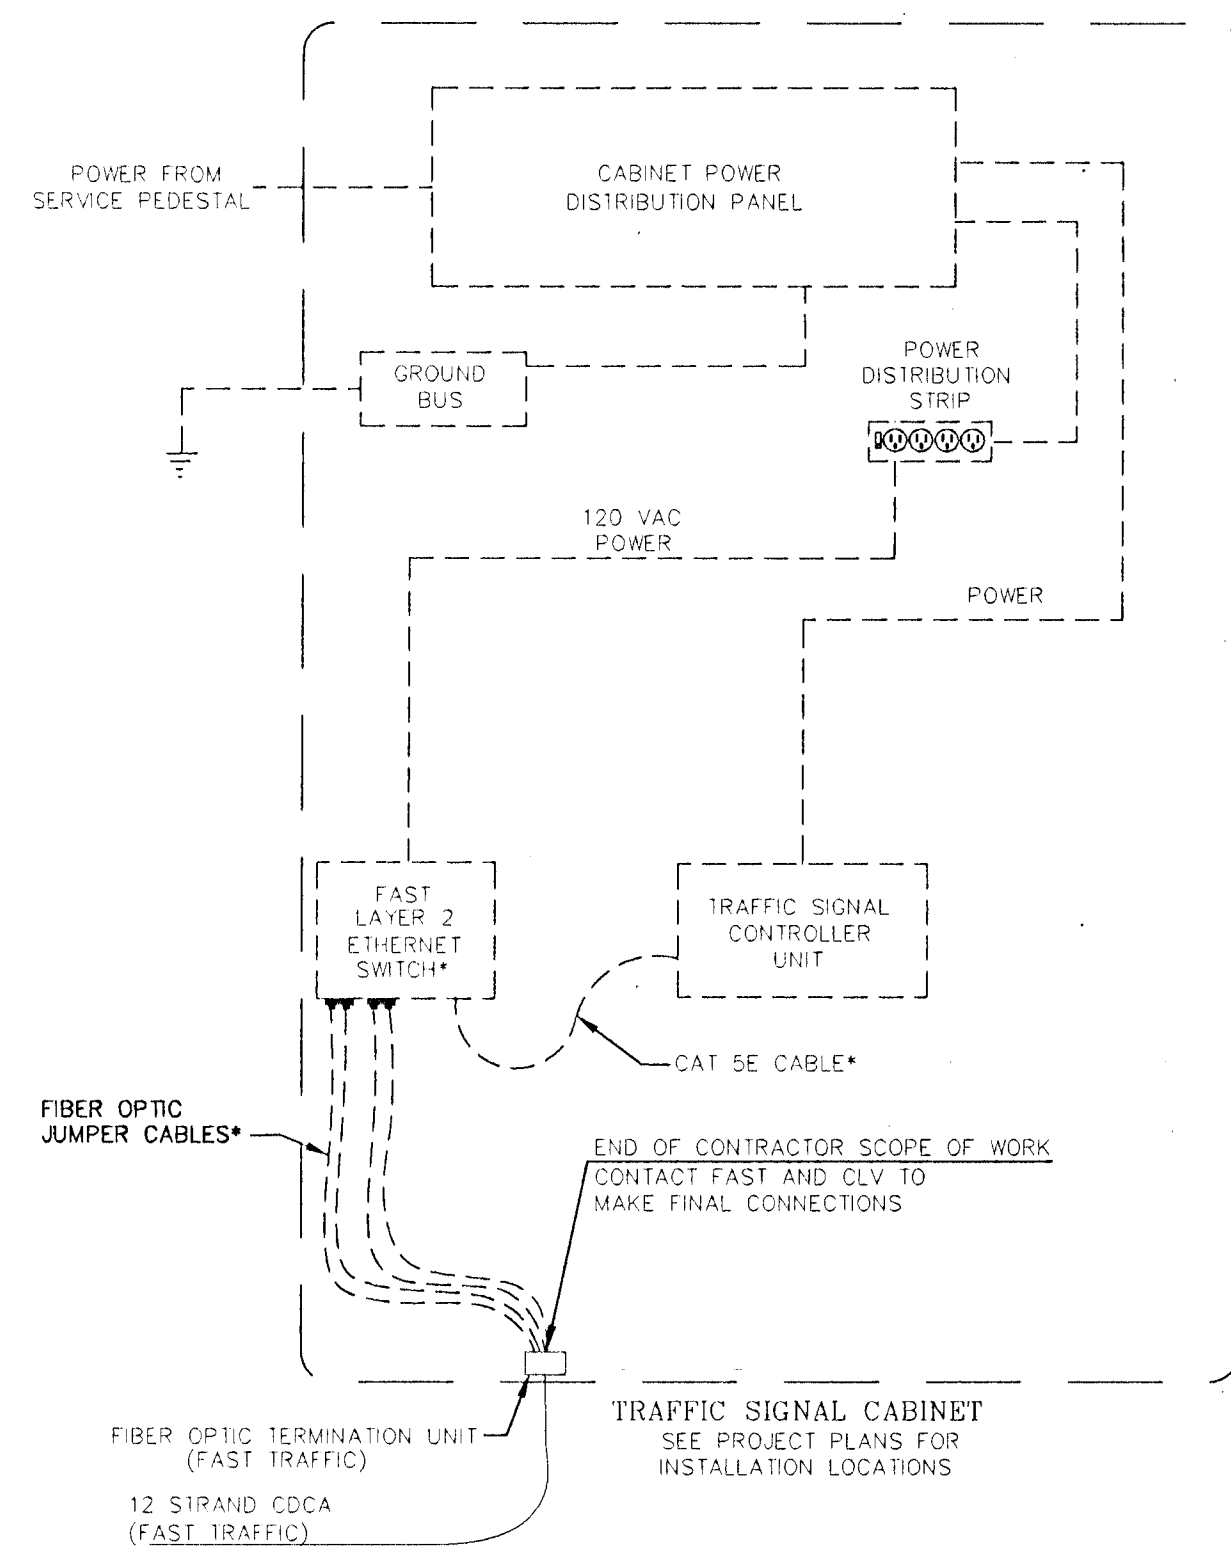 POWER FROM
SERVICE PEDESTAL
CABINET POWER
DISTRIBUTION PANEL
GROUND
BUS
POWER
DISTRIBUTION
STRIP
120 VAC
POWER
POWER
FAST
LAYER 2
ETHERNET
SWITCH*
TRAFFIC SIGNAL
CONTROLLER
UNIT
CAT 5E CABLE*
FIBER OPTIC
JUMPER CABLES*
END OF CONTRACTOR SCOPE OF WORK
CONTACT FAST AND CLV TO
MAKE FINAL CONNECTIONS
TRAFFIC SIGNAL CABINET
SEE PROJECT PLANS FOR
INSTALLATION LOCATIONS
FIBER OPTIC TERMINATION UNIT
(FAST TRAFFIC)
12 STRAND CDCA
(FAST TRAFFIC)